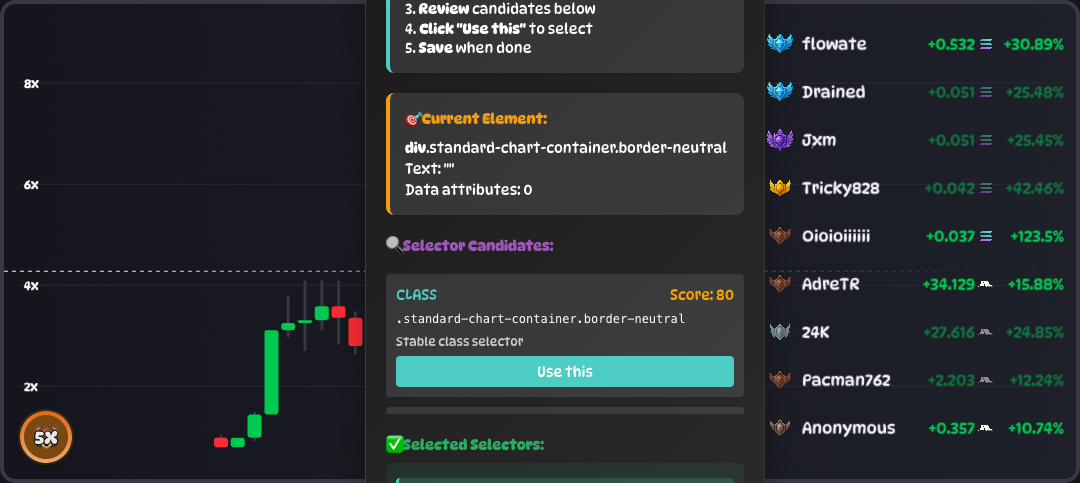 8X
6X
4X
2X
5X
3. Review candidates below
4. Click "Use this" to select
5. Save when done
🎯Current Element:
div.standard-chart-container.border-neutral
Text: ""
Data attributes: 0
🔍Selector Candidates:
CLASS Score: 80
.standard-chart-container.border-neutral
Stable class selector
Use this
✅Selected Selectors:
flowate +0.532 +30.89%
Drained +0.051 +25.48%
Jxm +0.051 +25.45%
Tricky828 +0.042 +42.46%
Oioioiiiiii +0.037 +123.5%
AdreTR +34.129 +15.88%
24K +27.616 +24.85%
Pacman762 +2.203 +12.24%
Anonymous +0.357 +10.74%